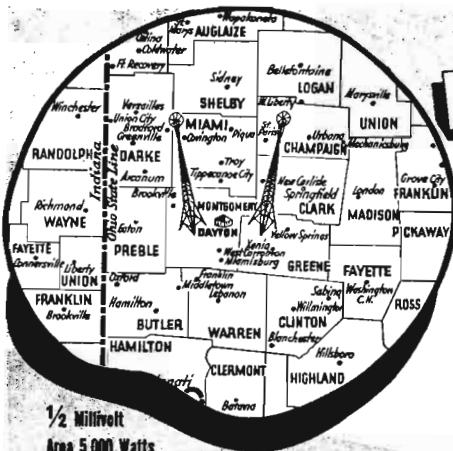 St. Marys Wapakoneta
AUGLAIZE
Celina
Coldwater
Ft. Recovery
Sidney
SHELBY
Bellefontaine
LOGAN
Marysville
UNION
Winchester
Versailles
Union City
Bradford
Greenville
MIAMI
Covington Piqua
W. Liberty
St. Paris
Urbana
CHAMPAIGN
Mechanicsburg
RANDOLPH
Indiana
Ohio State Line
DARKE
Arcanum
Troy
Tippecanoe City
Grove City
FRANKLIN
Brookville
New Carlisle
Springfield
CLARK
London
MADISON
Richmond
WAYNE
MONTGOMERY
DAYTON
PICKAWAY
Eaton
PREBLE
Yellow Springs
Xenia
West Carrolton
Miamisburg
GREENE
FAYETTE
Connersville
Liberty
UNION
FAYETTE
Washington
C.H.
Oxford
Franklin
Middletown
Lebanon
Sabina
Wilmington
ROSS
FRANKLIN
Brookville
Hamilton
BUTLER
WARREN
CLINTON
Blanchester
HAMILTON
Hillsboro
HIGHLAND
CLERMONT
Batavia
1/2 Millivolt
Area 5,000 Watts